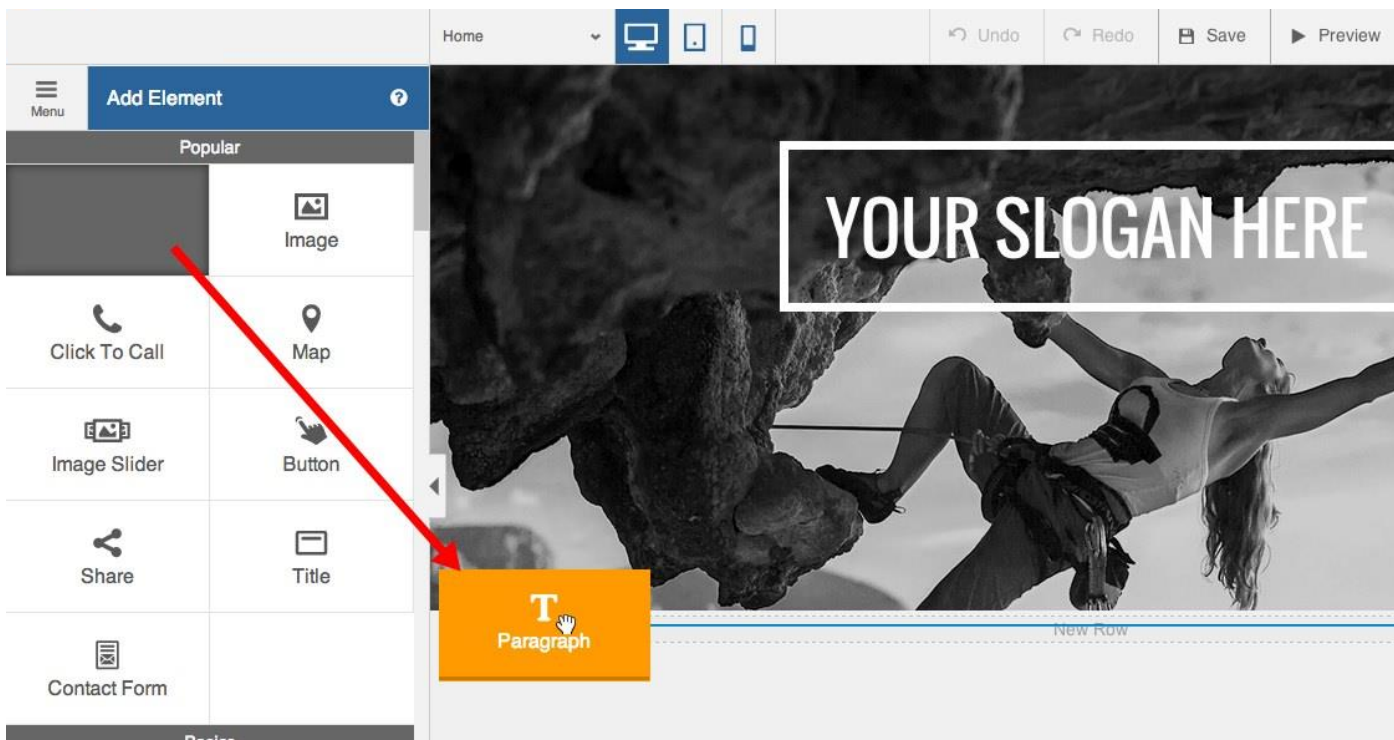 Home
Undo
Redo
Save
Preview
Menu
Add Element
?
Popular
Image
Click To Call
Map
Image Slider
Button
Share
Title
Contact Form
Basics
YOUR SLOGAN HERE
T
Paragraph
New Row